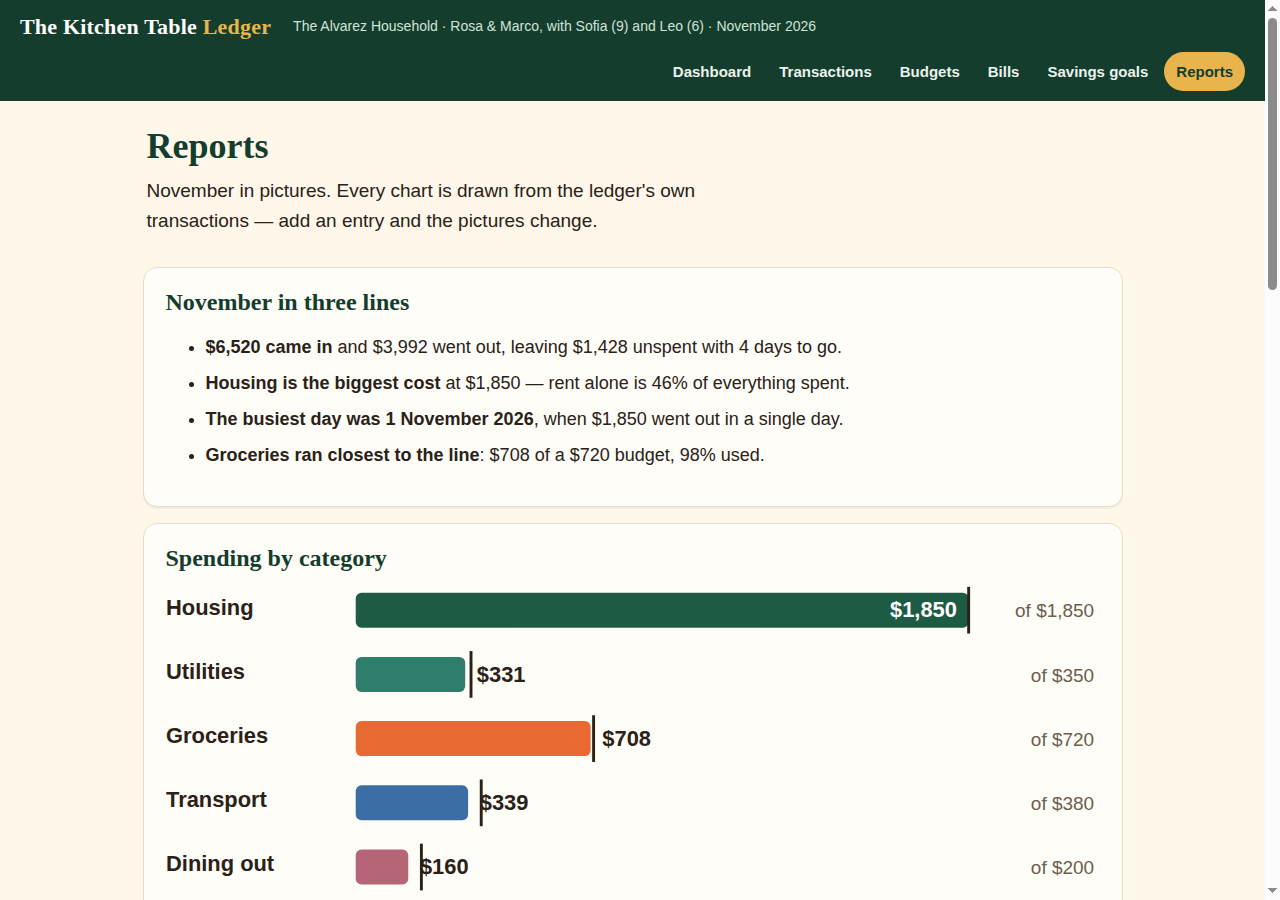 The Kitchen Table Ledger
The Alvarez Household · Rosa & Marco, with Sofia (9) and Leo (6) · November 2026
Dashboard Transactions Budgets Bills Savings goals Reports
Reports
November in pictures. Every chart is drawn from the ledger's own
transactions — add an entry and the pictures change.
November in three lines
$6,520 came in and $3,992 went out, leaving $1,428 unspent with 4 days to go.
Housing is the biggest cost at $1,850 — rent alone is 46% of everything spent.
The busiest day was 1 November 2026, when $1,850 went out in a single day.
Groceries ran closest to the line: $708 of a $720 budget, 98% used.
Spending by category
Housing $1,850 of $1,850
Utilities $331 of $350
Groceries $708 of $720
Transport $339 of $380
Dining out $160 of $200